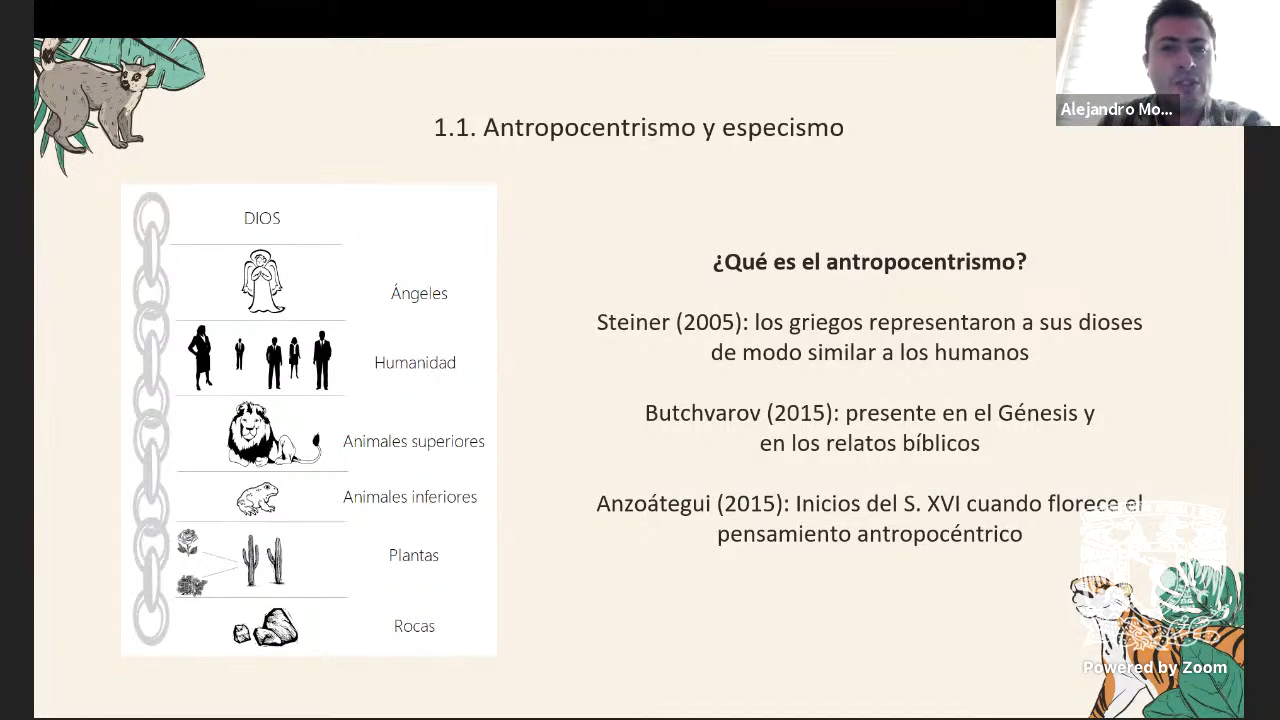 Alejandro Mo...
1.1. Antropocentrismo y especismo
DIOS
Ángeles
Humanidad
Animales superiores
Animales inferiores
Plantas
Rocas
¿Qué es el antropocentrismo?
Steiner (2005): los griegos representaron a sus dioses
de modo similar a los humanos
Butchvarov (2015): presente en el Génesis y
en los relatos bíblicos
Anzoátegui (2015): Inicios del S. XVI cuando florece el
pensamiento antropocéntrico
Powered by Zoom